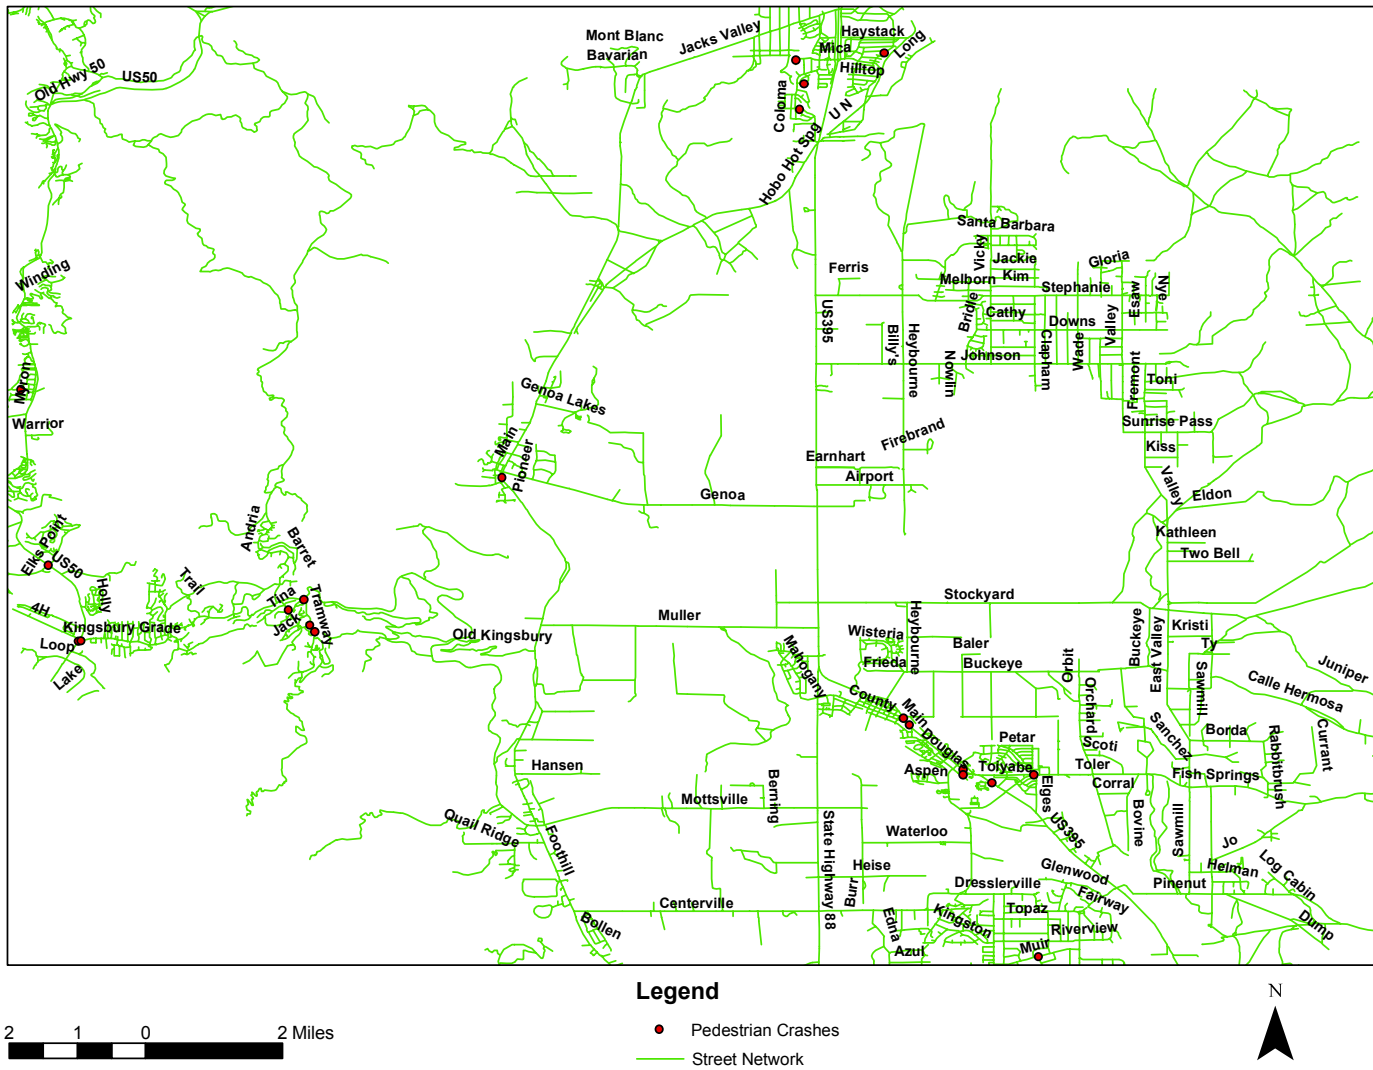 Mont Blanc
Bavarian
Jacks Valley
Haystack
Mica
Long
Hilltop
Old Hwy 50
US50
Coloma
U N
Hobo Hot Spg
Santa Barbara
Vicky
Jackie
Gloria
Winding
Ferris
Melborn
Kim
Stephanie
Esaw
Nye
Bridle
Cathy
Downs
Valley
US395
Billy's
Heybourne
Johnson
Clapham
Wade
Nowlin
Fremont
Toni
Myron
Genoa Lakes
Warrior
Sunrise Pass
Main
Pioneer
Firebrand
Kiss
Earnhart
Airport
Valley
Eldon
Genoa
Andria
Barret
Elks Point
US50
Kathleen
Two Bell
Holly
Trail
Tina
Tramway
Stockyard
4H
Kingsbury Grade
Jack
Old Kingsbury
Muller
Heybourne
Buckeye
Kristi
Wisteria
Baler
Ty
Loop
Lake
Mahogany
Frieda
Buckeye
Orbit
East Valley
Juniper
Sawmill
Calle Hermosa
Orchard
County
Main
Douglas
Petar
Scoti
Sanchez
Borda
Rabbitbrush
Currant
Hansen
Aspen
Toiyabe
Toler
Fish Springs
Elges
Corral
Berning
Mottsville
Bovine
Sawmill
Quail Ridge
Foothill
State Highway 88
Waterloo
US395
Jo
Heise
Burr
Glenwood
Helman
Log Cabin
Dresslerville
Pinenut
Fairway
Centerville
Topaz
Edna
Kingston
Riverview
Dump
Bollen
Azul
Muir
Legend
N
2 1 0 2 Miles
Pedestrian Crashes
Street Network